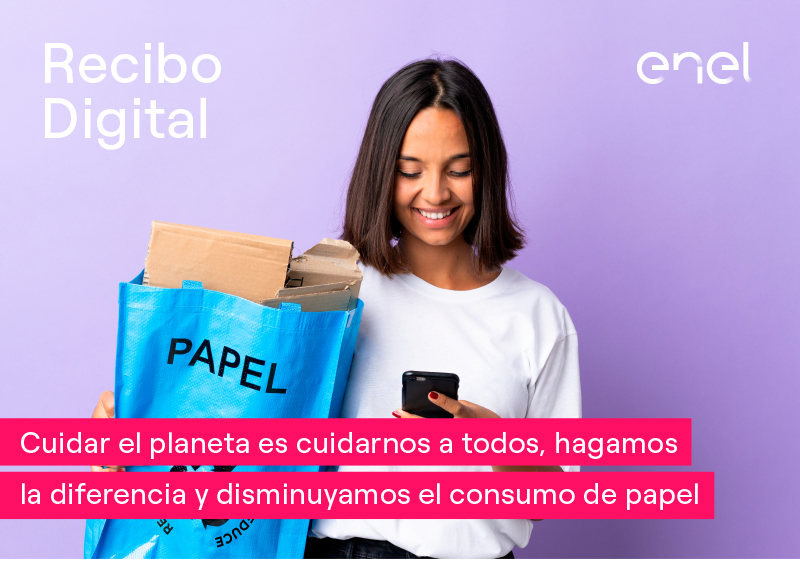 Recibo
Digital
enel
PAPEL
Cuidar el planeta es cuidarnos a todos, hagamos
la diferencia y disminuyamos el consumo de papel